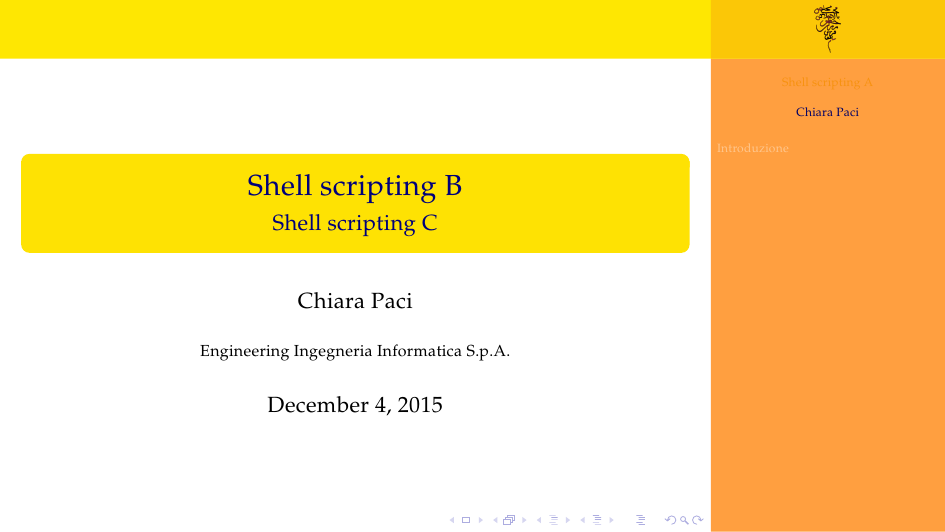 Shell scripting B
Shell scripting C
Chiara Paci
Engineering Ingegneria Informatica S.p.A.
December 4, 2015
Shell scripting A
Chiara Paci
Introduzione